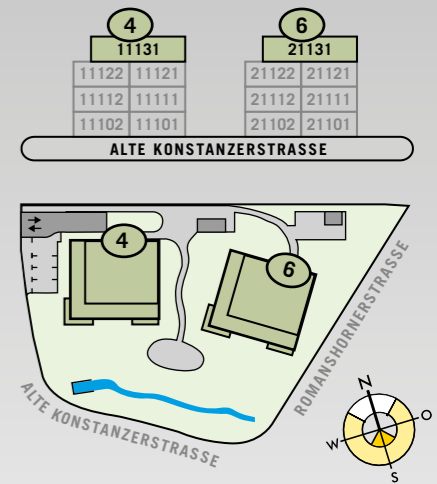 4 6
11131 21131
11122 11121 21122 21121
11112 11111 21112 21111
11102 11101 21102 21101
ALTE KONSTANZERSTRASSE
4
6
ROMANSHORNERSTRASSE
ALTE KONSTANZERSTRASSE
N
O
W
S